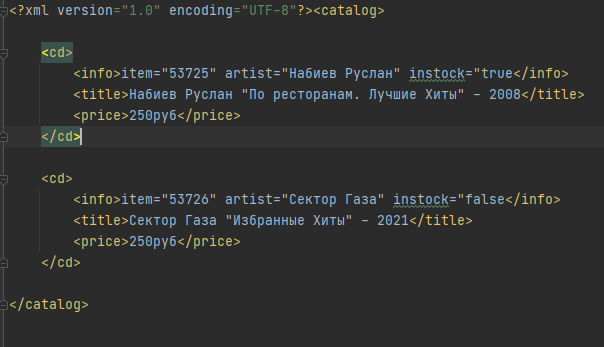 <?xml version="1.0" encoding="UTF-8"?><catalog>
<cd>
<info>item="53725" artist="Набиев Руслан" instock="true</info>
<title>Набиев Руслан "По ресторанам. Лучшие Хиты" - 2008</title>
<price>250руб</price>
</cd>
<cd>
<info>item="53726" artist="Сектор Газа" instock="false</info>
<title>Сектор Газа "Избранные Хиты" - 2021</title>
<price>250руб</price>
</cd>
</catalog>